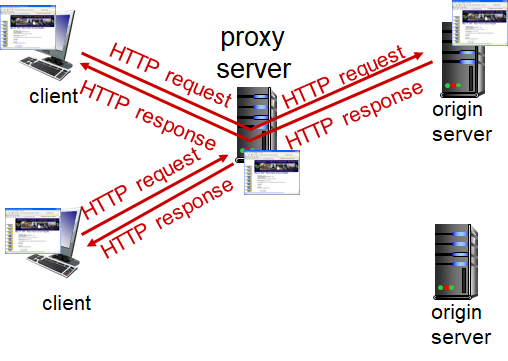 proxy
server
HTTP request
HTTP request
client
HTTP response
HTTP response
origin
server
HTTP request
HTTP response
client
origin
server